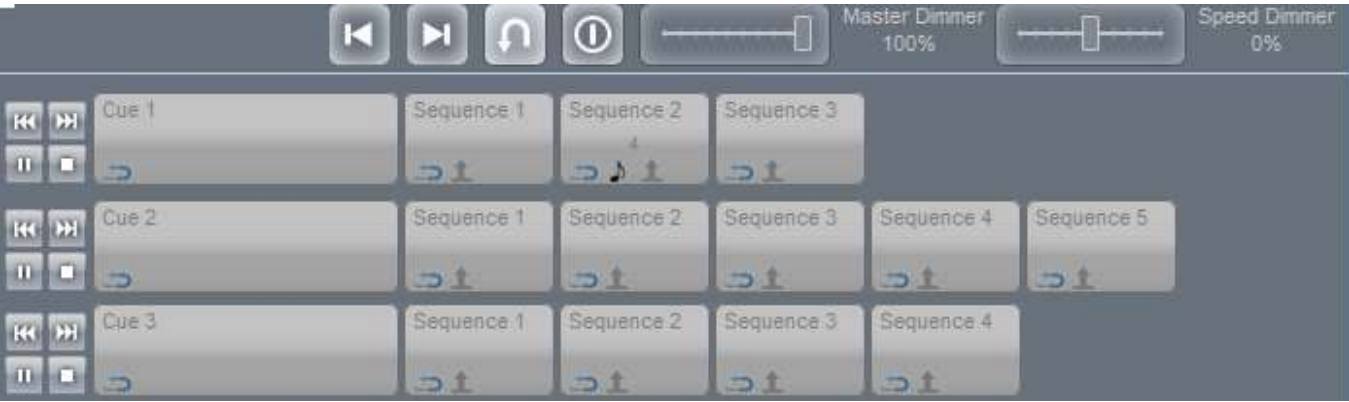 Master Dimmer
100%
Speed Dimmer
0%
Cue 1
Sequence 1
Sequence 2
4
Sequence 3
Cue 2
Sequence 1
Sequence 2
Sequence 3
Sequence 4
Sequence 5
Cue 3
Sequence 1
Sequence 2
Sequence 3
Sequence 4